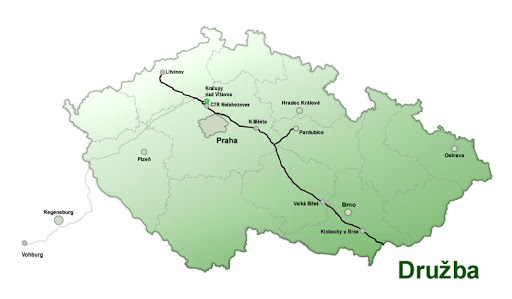 Litvínov
Kralupy
nad Vltavou
CTR Nelahozeves
Hradec Králové
N.Město
Pardubice
Praha
Plzeň
Ostrava
Regensburg
Velká Bíteš
Brno
Klobouky u Brna
Vohburg
Družba